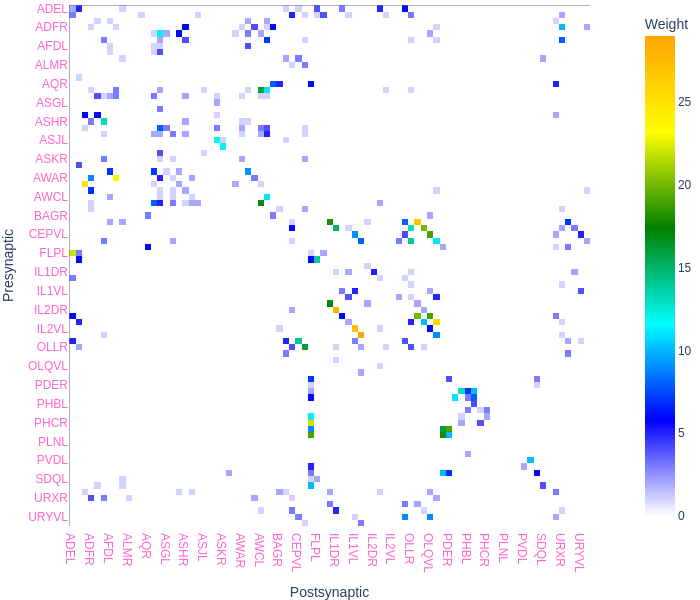 Weight
ADEL
ADFR
AFDL
ALMR
AQR
ASGL
ASHR
ASJL
ASKR
AWAR
AWCL
BAGR
CEPVL
FLPL
IL1DR
IL1VL
IL2DR
IL2VL
OLLR
OLQVL
PDER
PHBL
PHCR
PLNL
PVDL
SDQL
URXR
URYVL
Presynaptic
25
20
15
10
5
0
ADEL
ADFR
AFDL
ALMR
AQR
ASGL
ASHR
ASJL
ASKR
AWAR
AWCL
BAGR
CEPVL
FLPL
IL1DR
IL1VL
IL2DR
IL2VL
OLLR
OLQVL
PDER
PHBL
PHCR
PLNL
PVDL
SDQL
URXR
URYVL
Postsynaptic